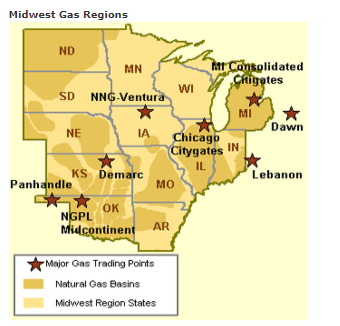 Midwest Gas Regions
ND
MN
MI Consolidated
Citigates
WI
SD
NNG-Ventura
MI
Dawn
NE
IA
Chicago
Citygates
IN
IL
Lebanon
KS
Demarc
MO
Panhandle
OK
NGPL
Midcontinent
AR
Major Gas Trading Points
Natural Gas Basins
Midwest Region States